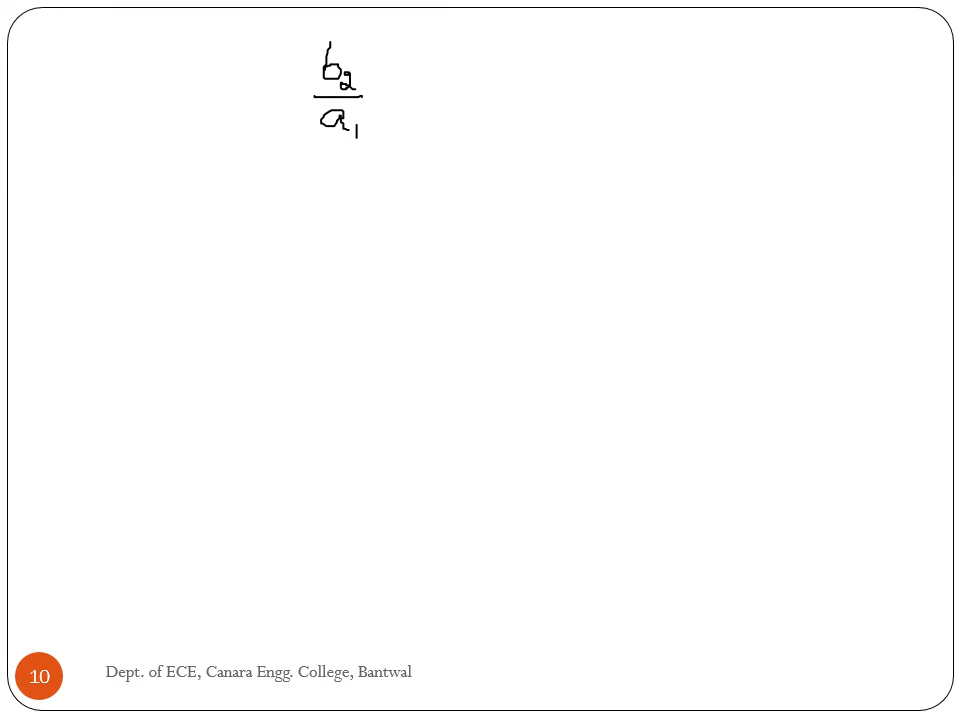 b₂
a₁
10
Dept. of ECE, Canara Engg. College, Bantwal